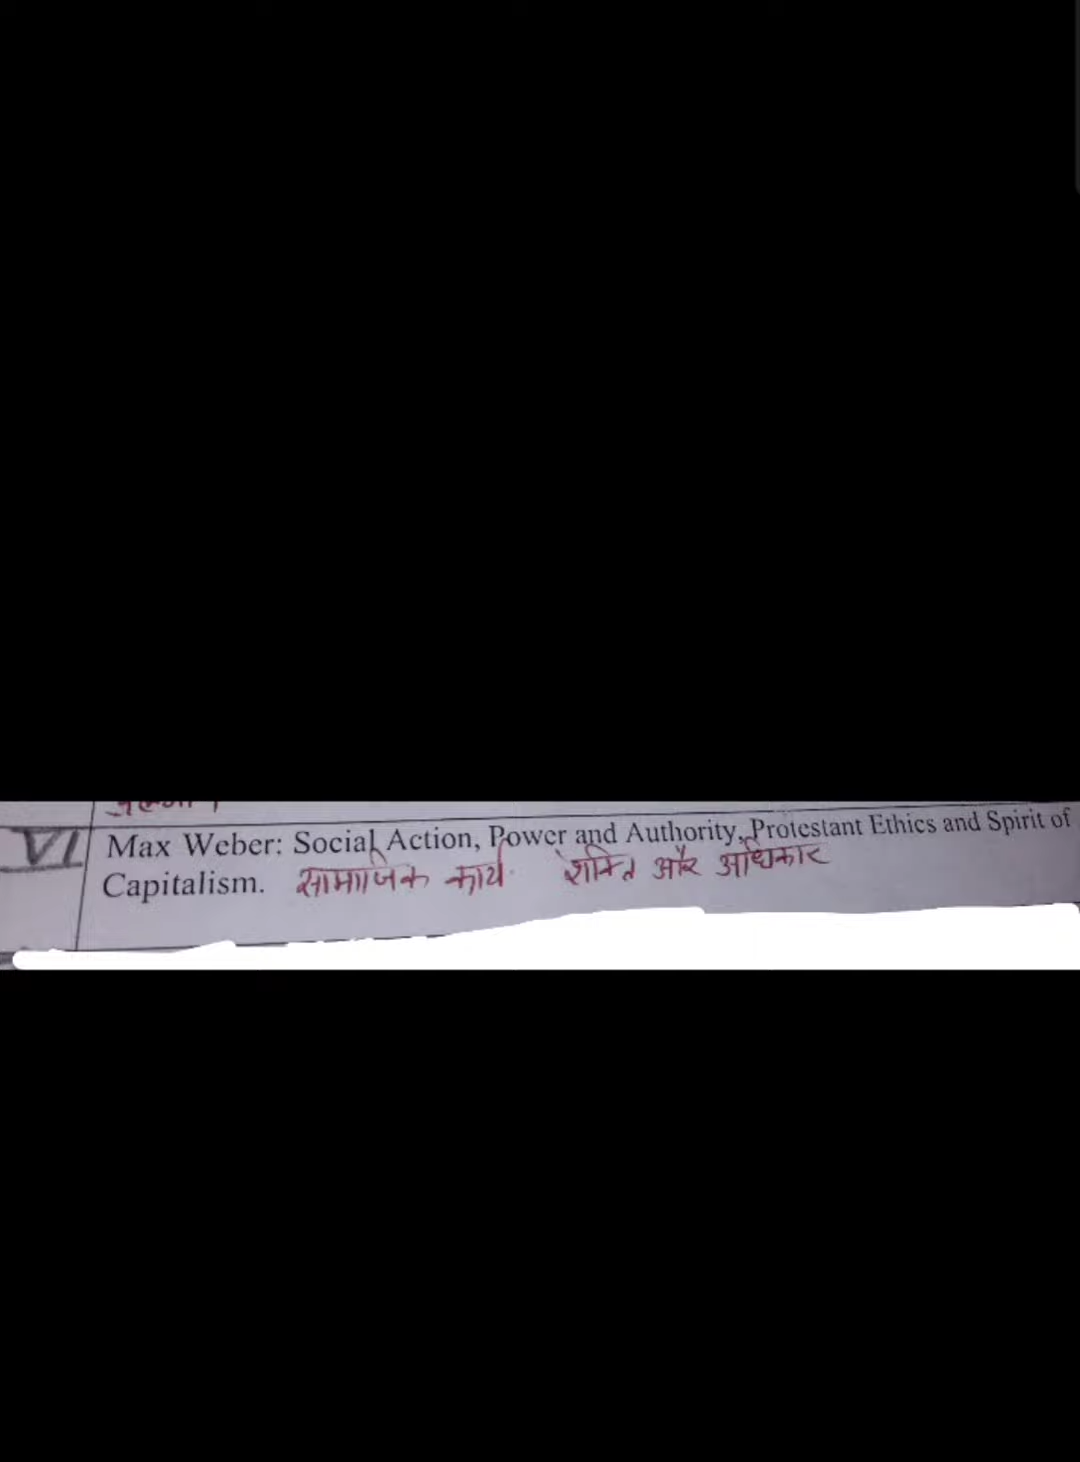 VI
Max Weber: Social Action, Power and Authority, Protestant Ethics and Spirit of
Capitalism. सामाजिक कार्य शक्ति और अधिकार